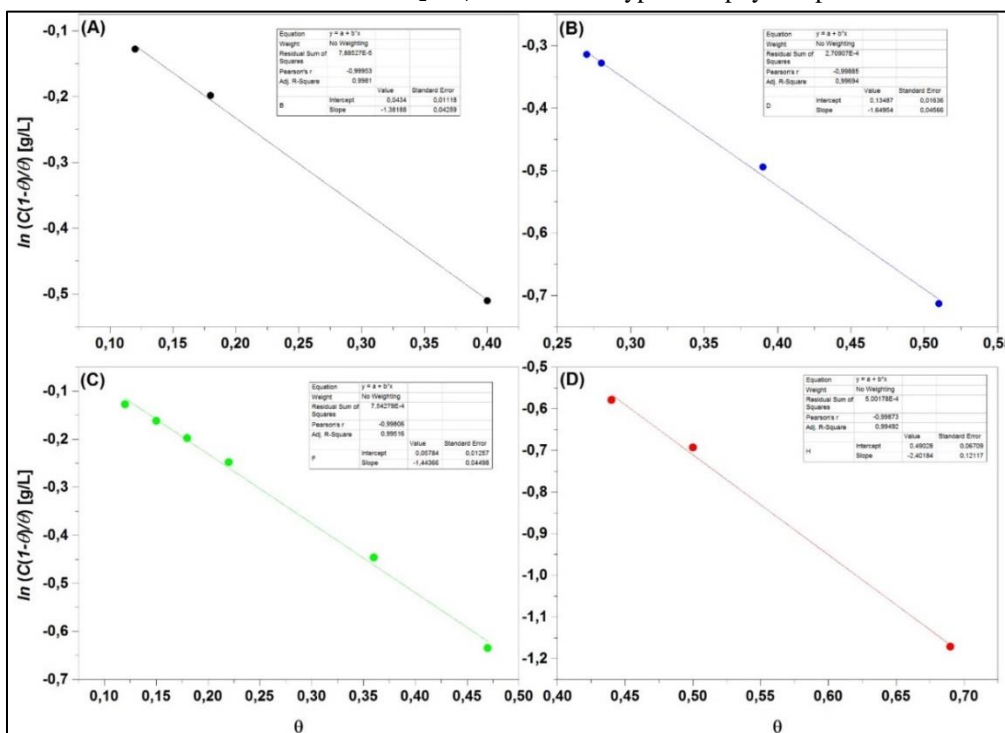 (A)
Equation y = a + b*x
Weight No Weighting
Residual Sum of Squares 7,88527E-5
Pearson's r -0,99953
Adj. R-Square 0,9981
Value Standard Error
B Intercept 0,0434 0,01118
Slope -1,38188 0,04259
-0,1
-0,2
-0,3
-0,4
-0,5
ln (C(1-θ)/θ) [g/L]
0,10 0,15 0,20 0,25 0,30 0,35 0,40
(B)
Equation y = a + b*x
Weight No Weighting
Residual Sum of Squares 2,70907E-4
Pearson's r -0,99885
Adj. R-Square 0,99694
Value Standard Error
D Intercept 0,13487 0,01636
Slope -1,64954 0,04566
-0,3
-0,4
-0,5
-0,6
-0,7
0,25 0,30 0,35 0,40 0,45 0,50
(C)
Equation y = a + b*x
Weight No Weighting
Residual Sum of Squares 7,54278E-4
Pearson's r -0,99806
Adj. R-Square 0,99516
Value Standard Error
F Intercept 0,05784 0,01257
Slope -1,44366 0,04498
-0,1
-0,2
-0,3
-0,4
-0,5
-0,6
-0,7
ln (C(1-θ)/θ) [g/L]
0,10 0,15 0,20 0,25 0,30 0,35 0,40 0,45 0,50
θ
(D)
Equation y = a + b*x
Weight No Weighting
Residual Sum of Squares 5,00178E-4
Pearson's r -0,99873
Adj. R-Square 0,99492
Value Standard Error
H Intercept 0,49028 0,06709
Slope -2,40184 0,12117
-0,5
-0,6
-0,7
-0,8
-0,9
-1,0
-1,1
-1,2
0,40 0,45 0,50 0,55 0,60 0,65 0,70
θ